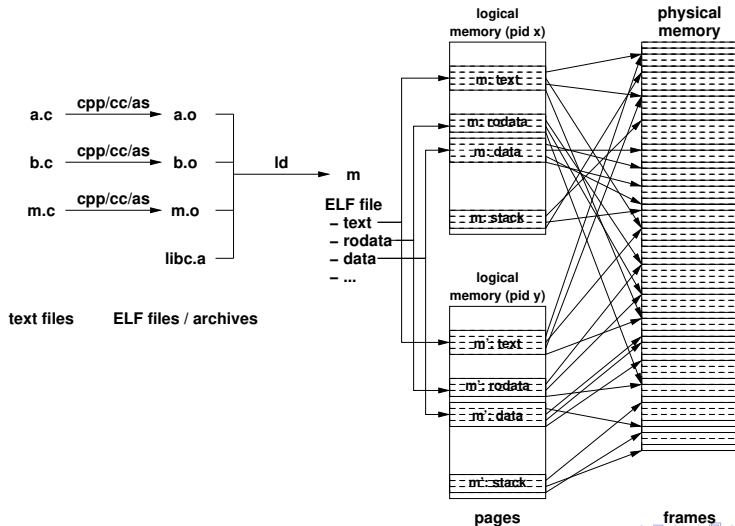 logical
memory (pid x)
physical
memory
m: text
m: rodata
m: data
m: stack
a.c
cpp/cc/as
a.o
b.c
cpp/cc/as
b.o
m.c
cpp/cc/as
m.o
libc.a
ld
m
ELF file
– text
– rodata
– data
– ...
text files
ELF files / archives
logical
memory (pid y)
m': text
m': rodata
m': data
m': stack
pages
frames